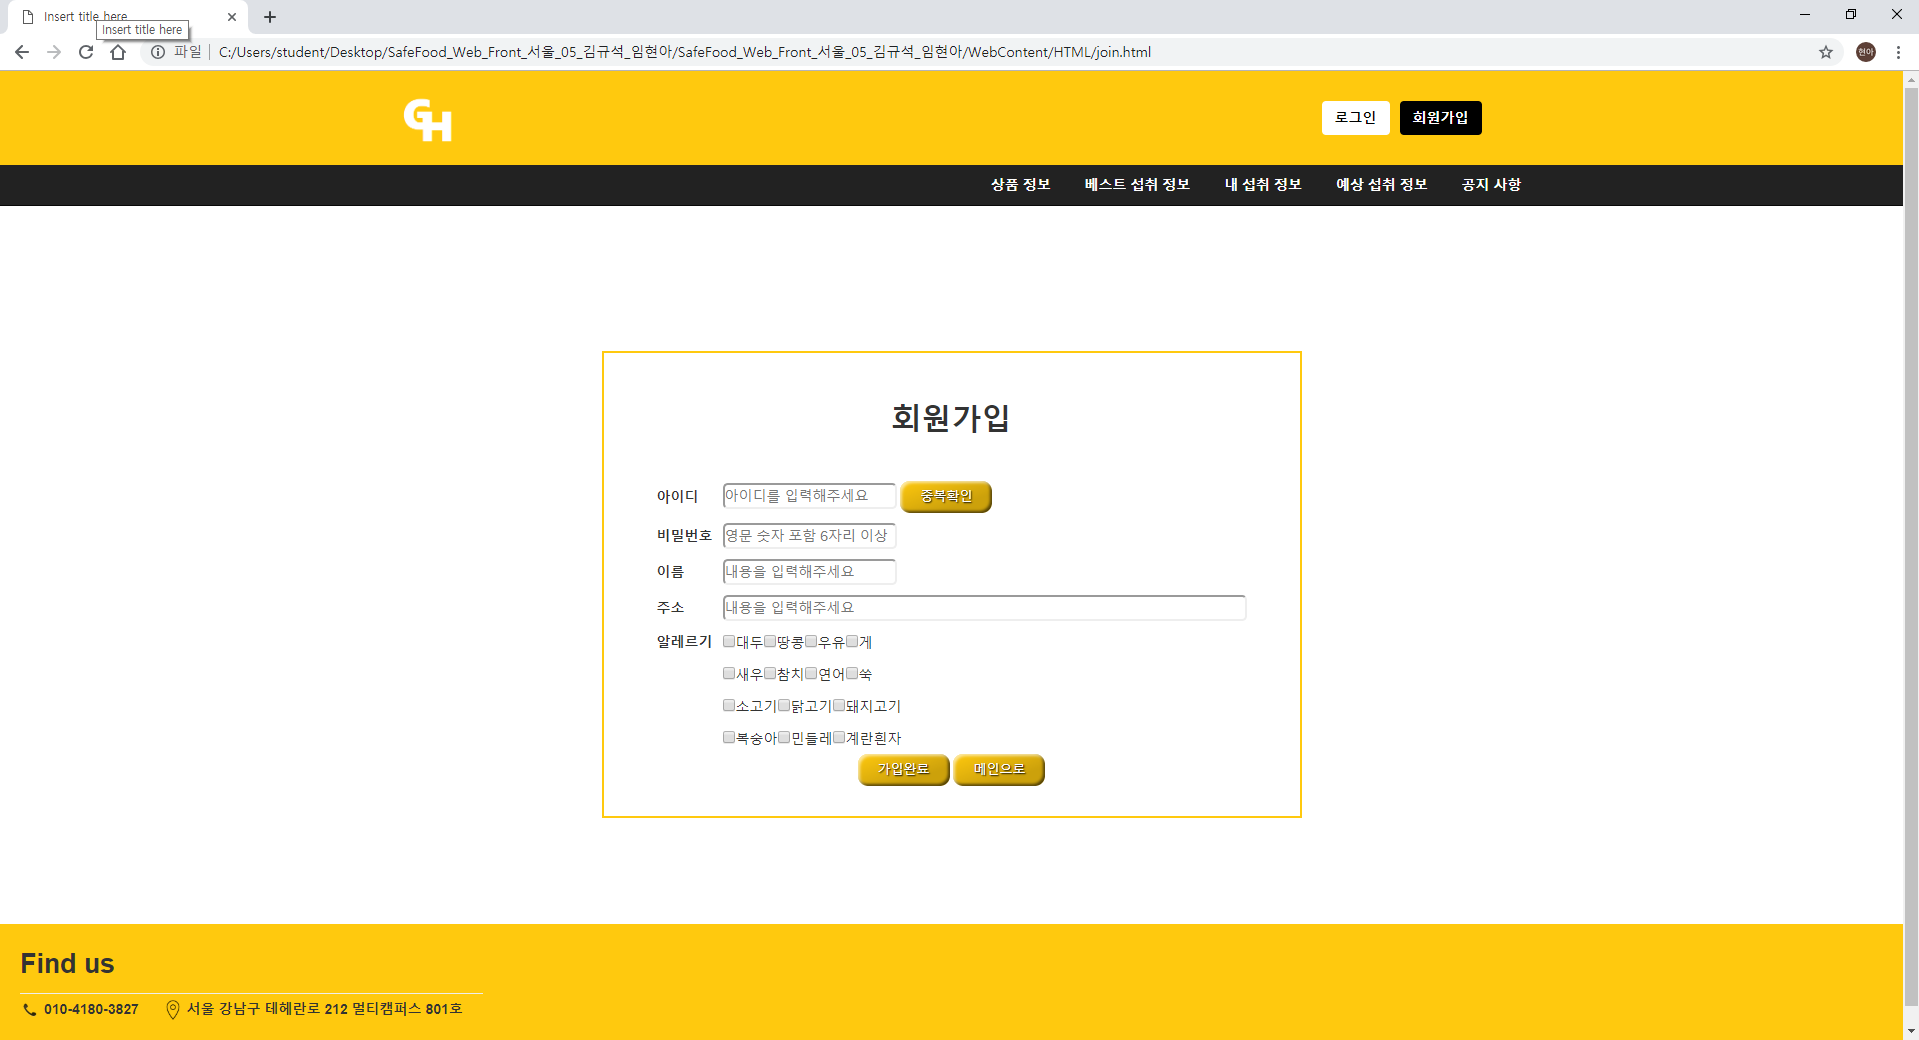 Insert title here
Insert title here
파일 C:/Users/student/Desktop/SafeFood_Web_Front_서울_05_김규석_임현아/SafeFood_Web_Front_서울_05_김규석_임현아/WebContent/HTML/join.html 현아
GH
로그인 회원가입
상품 정보 베스트 섭취 정보 내 섭취 정보 예상 섭취 정보 공지 사항
회원가입
아이디 아이디를 입력해주세요 중복확인
비밀번호 영문 숫자 포함 6자리 이상
이름 내용을 입력해주세요
주소 내용을 입력해주세요
알레르기 대두 땅콩 우유 게
새우 참치 연어 쑥
소고기 닭고기 돼지고기
복숭아 민들레 계란흰자
가입완료 메인으로
Find us
010-4180-3827 서울 강남구 테헤란로 212 멀티캠퍼스 801호